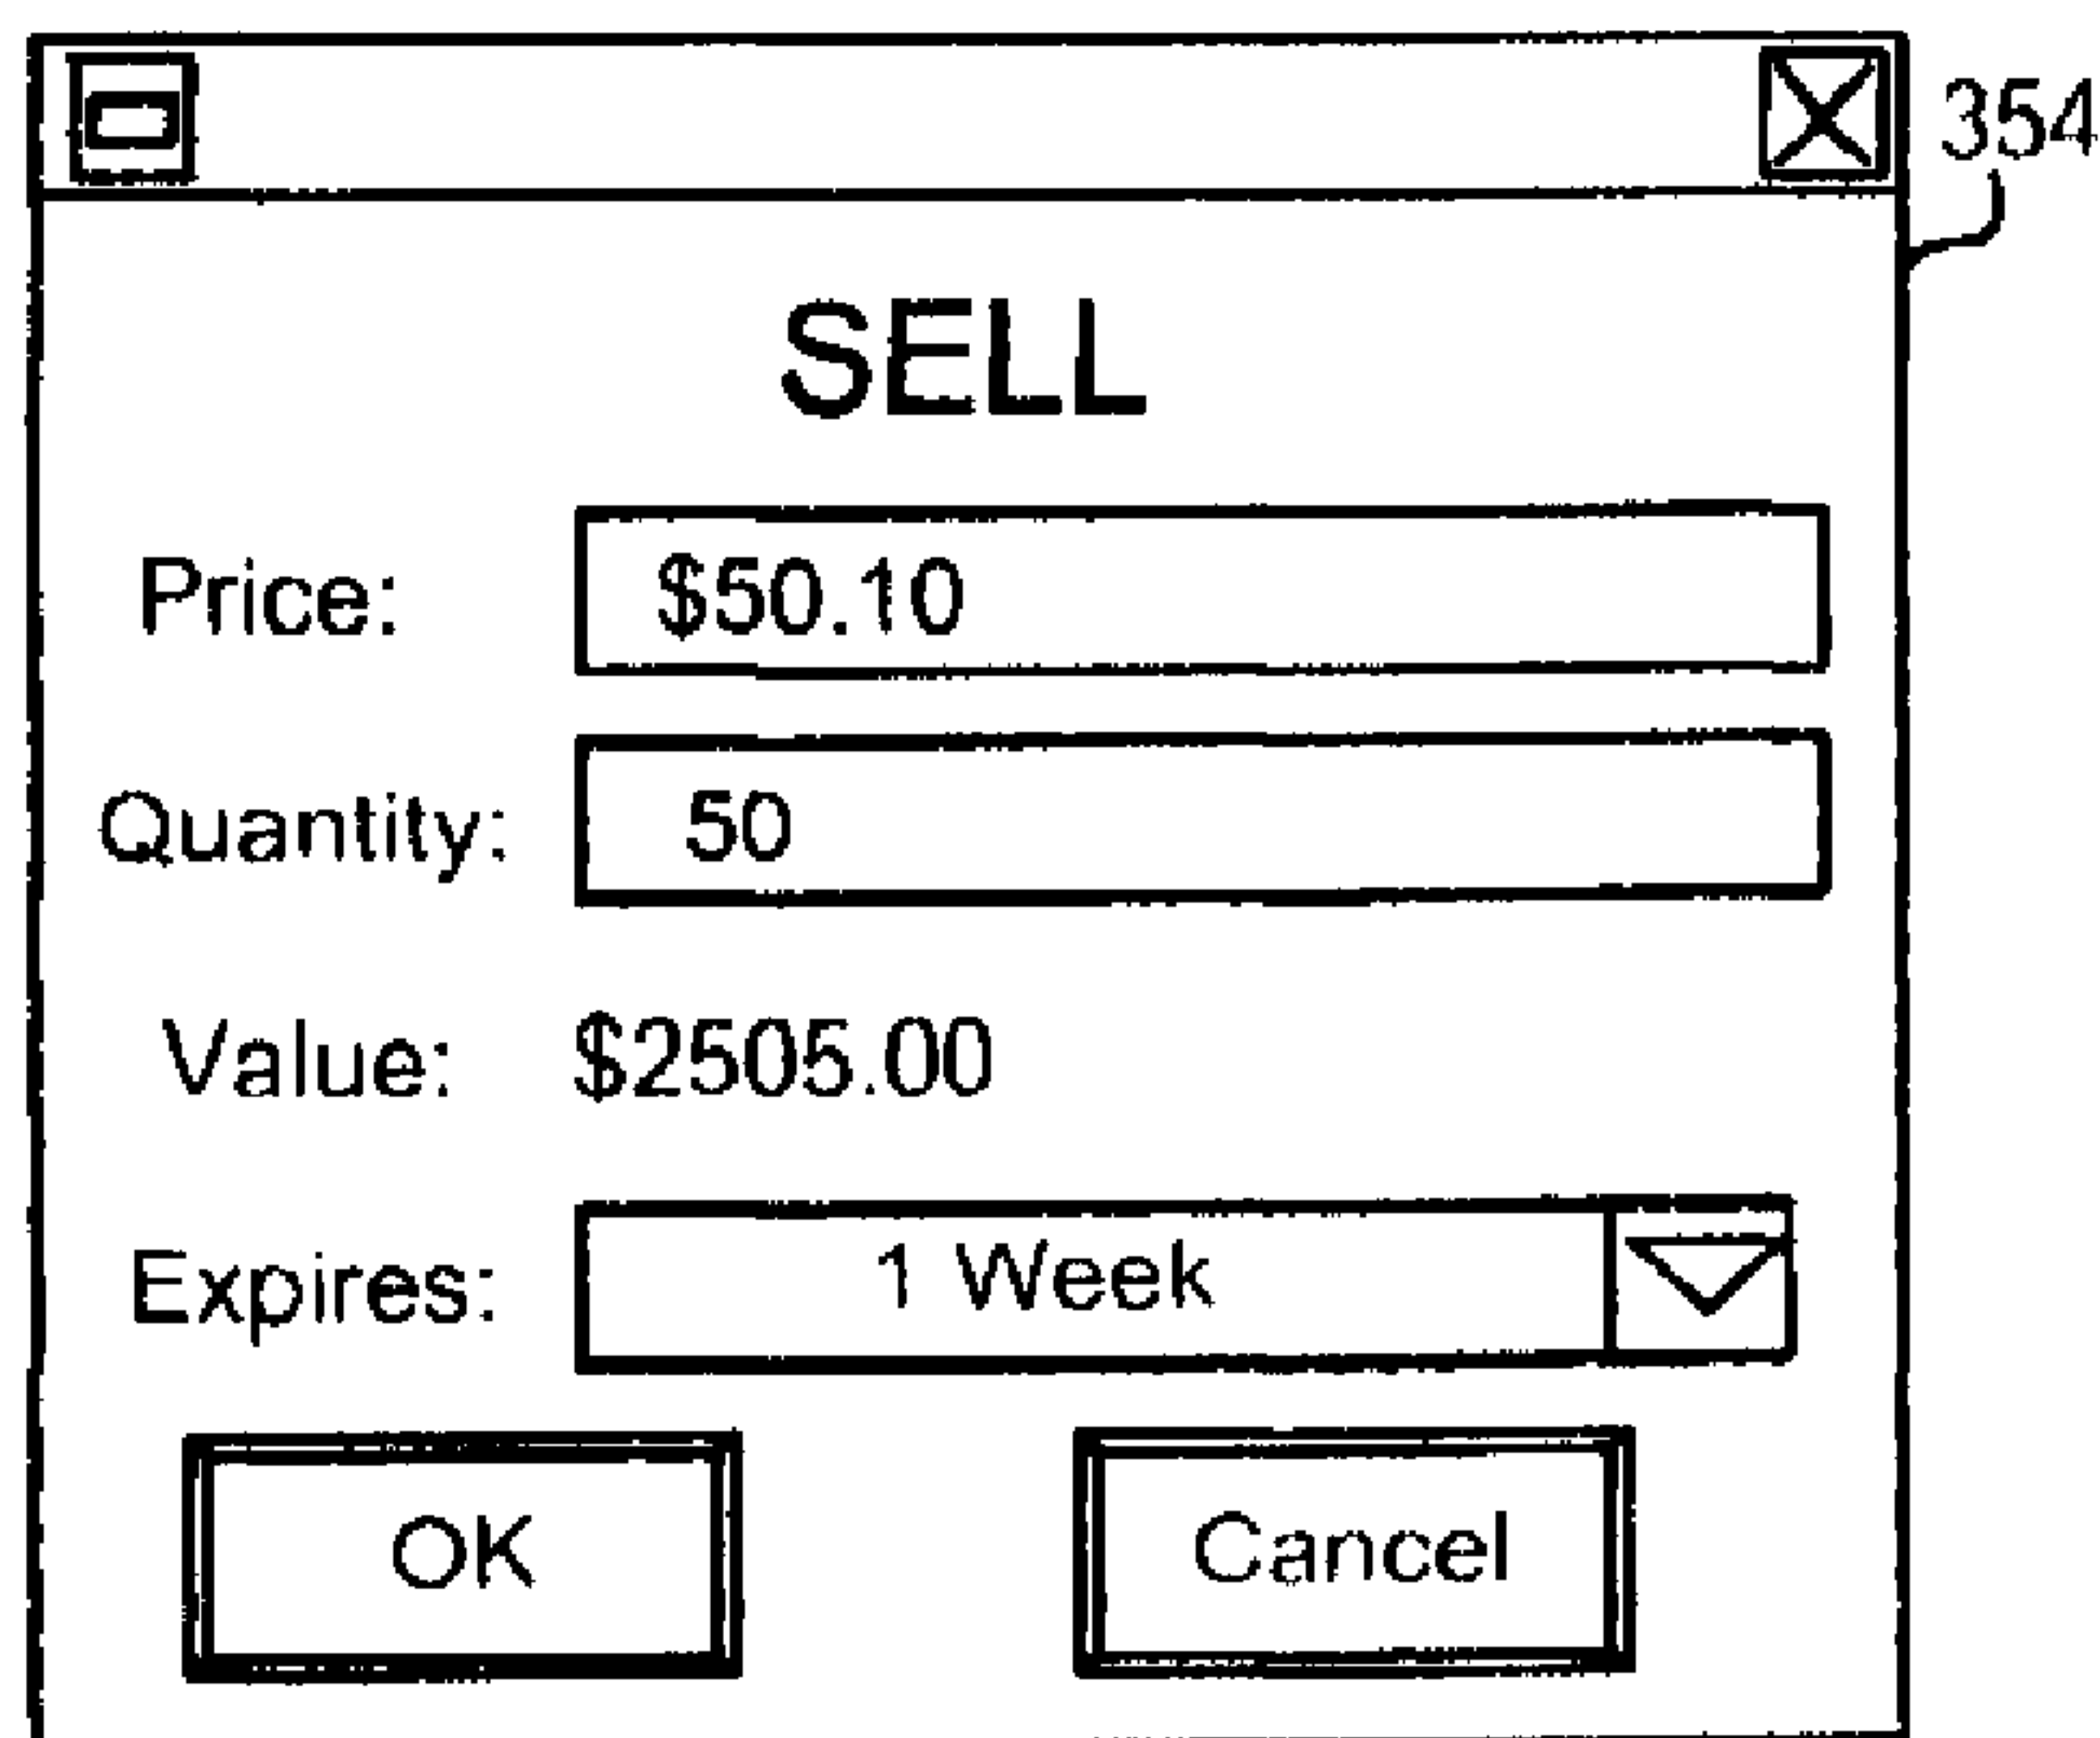 354
SELL
Price: $50.10
Quantity: 50
Value: $2505.00
Expires: 1 Week
OK Cancel